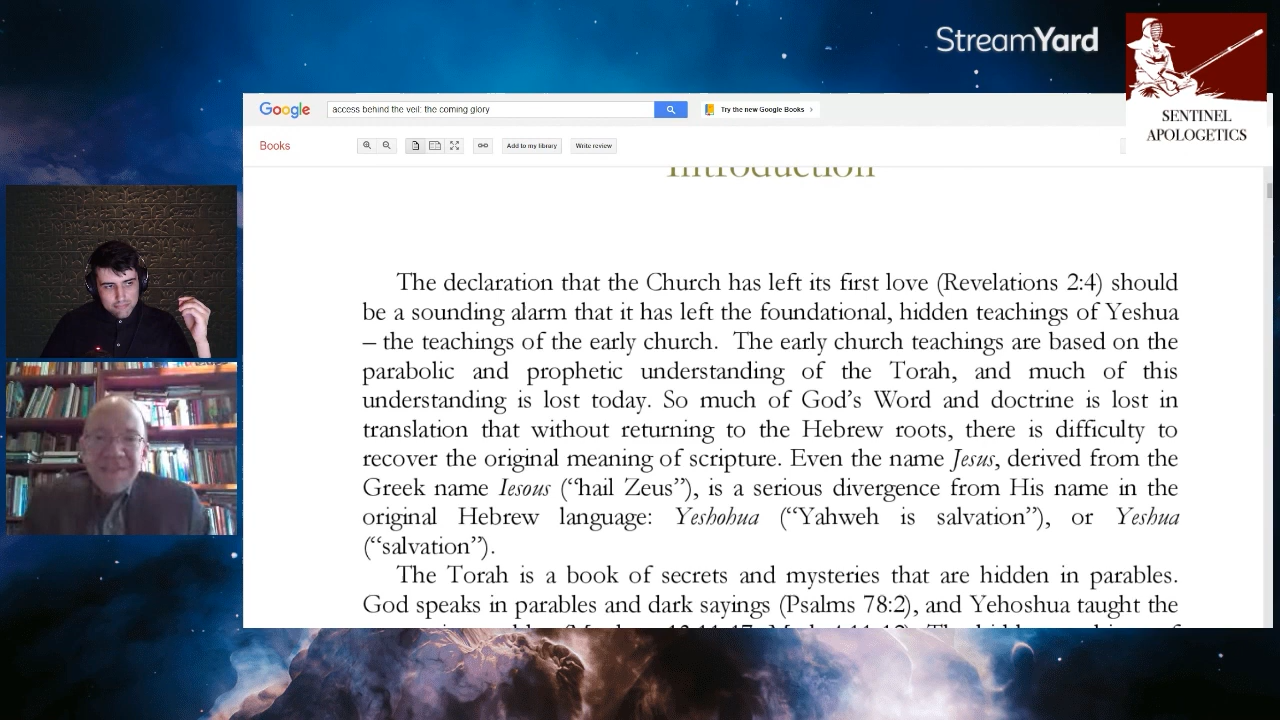 StreamYard
SENTINEL
APOLOGETICS
Google
access behind the veil: the coming glory
Try the new Google Books
Books
Add to my library
Write review
Introduction
The declaration that the Church has left its first love (Revelations 2:4) should
be a sounding alarm that it has left the foundational, hidden teachings of Yeshua
– the teachings of the early church. The early church teachings are based on the
parabolic and prophetic understanding of the Torah, and much of this
understanding is lost today. So much of God’s Word and doctrine is lost in
translation that without returning to the Hebrew roots, there is difficulty to
recover the original meaning of scripture. Even the name Jesus, derived from the
Greek name Iesous (“hail Zeus”), is a serious divergence from His name in the
original Hebrew language: Yeshohua (“Yahweh is salvation”), or Yeshua
(“salvation”).
The Torah is a book of secrets and mysteries that are hidden in parables.
God speaks in parables and dark sayings (Psalms 78:2), and Yehoshua taught the